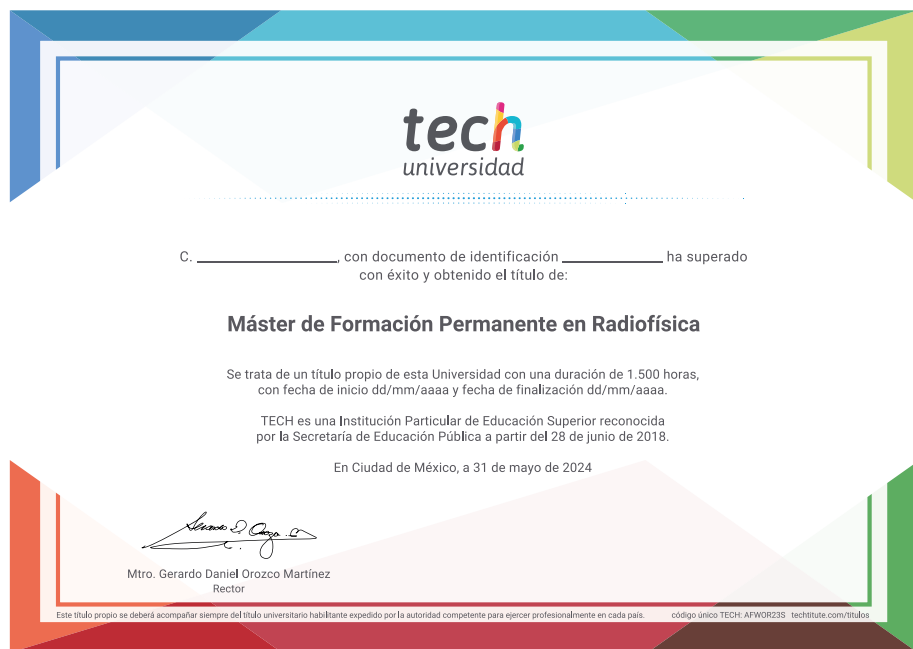 tech
universidad
C. ____________________, con documento de identificación ______________ ha superado
con éxito y obtenido el título de:
Máster de Formación Permanente en Radiofísica
Se trata de un título propio de esta Universidad con una duración de 1.500 horas,
con fecha de inicio dd/mm/aaaa y fecha de finalización dd/mm/aaaa.
TECH es una Institución Particular de Educación Superior reconocida
por la Secretaría de Educación Pública a partir del 28 de junio de 2018.
En Ciudad de México, a 31 de mayo de 2024
Mtro. Gerardo Daniel Orozco Martínez
Rector
Este título propio se deberá acompañar siempre del título universitario habilitante expedido por la autoridad competente para ejercer profesionalmente en cada país. código único TECH: AFWOR23S techtitute.com/titulos